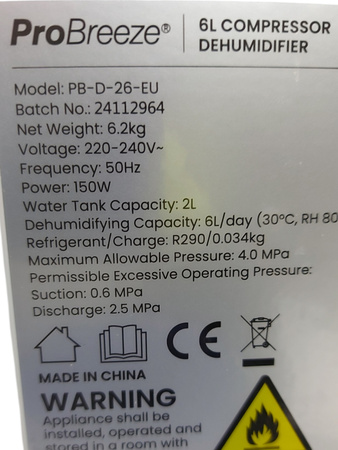 ProBreeze® 6L COMPRESSOR
DEHUMIDIFIER
Model: PB-D-26-EU
Batch No.: 24112964
Net Weight: 6.2kg
Voltage: 220-240V~
Frequency: 50Hz
Power: 150W
Water Tank Capacity: 2L
Dehumidifying Capacity: 6L/day (30°C, RH 80
Refrigerant/Charge: R290/0.034kg
Maximum Allowable Pressure: 4.0 MPa
Permissible Excessive Operating Pressure:
Suction: 0.6 MPa
Discharge: 2.5 MPa
CE
MADE IN CHINA
WARNING
Appliance shall be
installed, operated and
stored in a room with